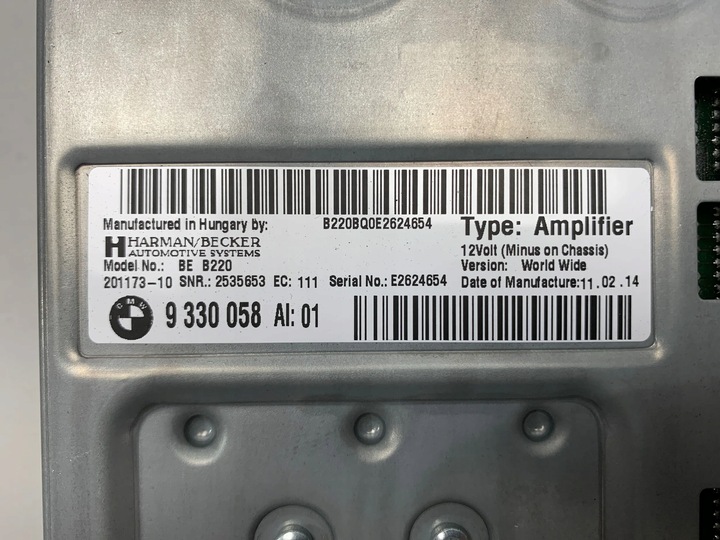 Manufactured in Hungary by: B220BQ0E2624654 Type: Amplifier
HARMAN/BECKER
AUTOMOTIVE SYSTEMS 12Volt (Minus on Chassis)
Model No.: BE B220 Version: World Wide
201173-10 SNR.: 2535653 EC: 111 Serial No.: E2624654 Date of Manufacture: 11.02.14
BMW 9 330 058 AI: 01